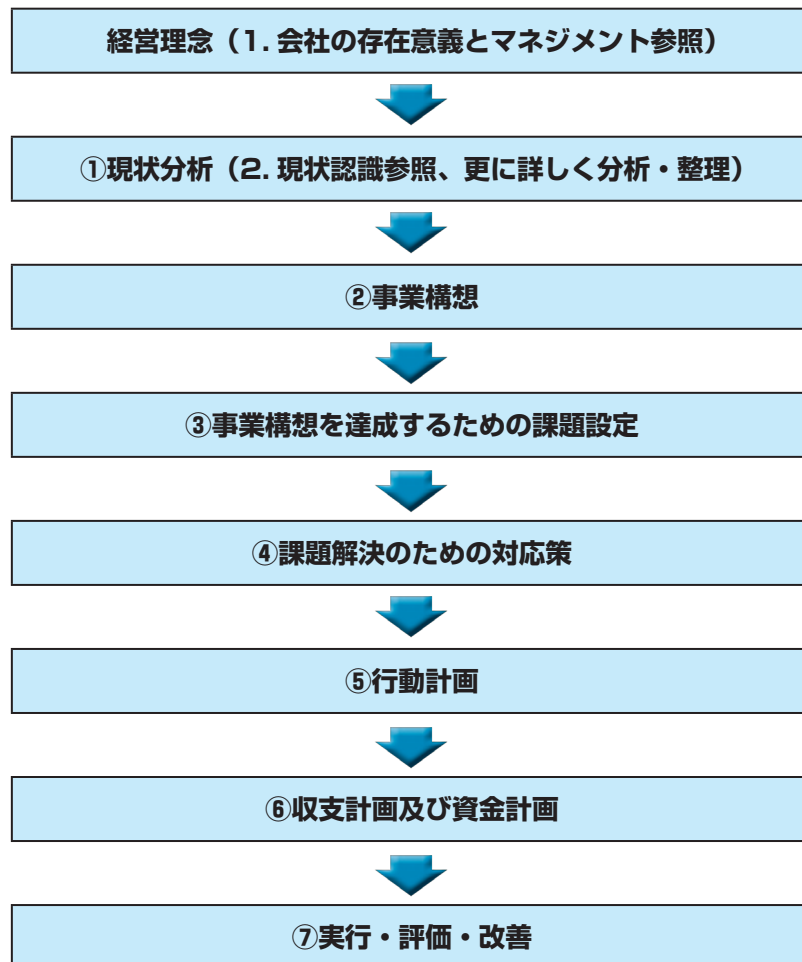 経営理念（1. 会社の存在意義とマネジメント参照）
①現状分析（2. 現状認識参照、更に詳しく分析・整理）
②事業構想
③事業構想を達成するための課題設定
④課題解決のための対応策
⑤行動計画
⑥収支計画及び資金計画
⑦実行・評価・改善